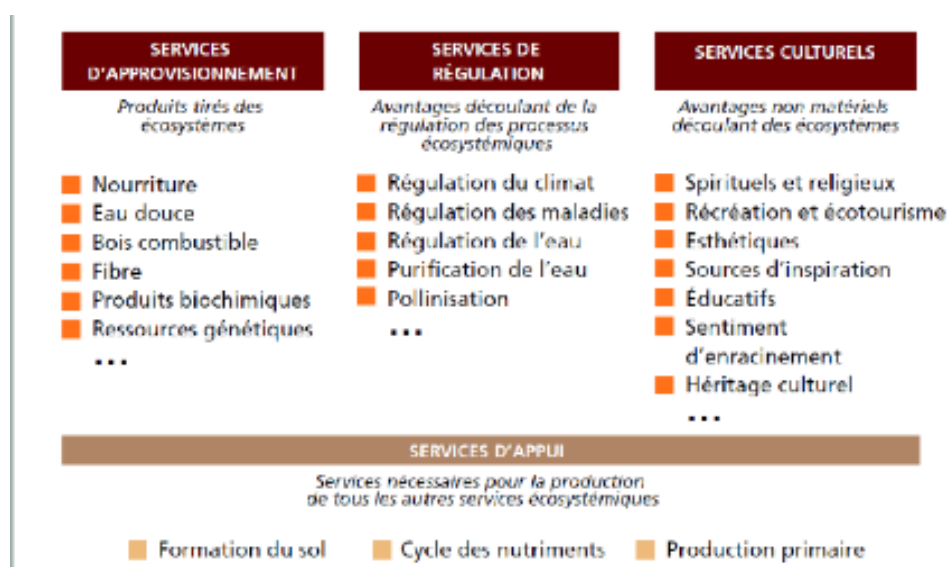 SERVICES
D'APPROVISIONNEMENT
Produits tirés des
écosystèmes
Nourriture
Eau douce
Bois combustible
Fibre
Produits biochimiques
Ressources génétiques
...
SERVICES DE
RÉGULATION
Avantages découlant de la
régulation des processus
écosystémiques
Régulation du climat
Régulation des maladies
Régulation de l'eau
Purification de l'eau
Pollinisation
...
SERVICES CULTURELS
Avantages non matériels
découlant des écosystèmes
Spirituels et religieux
Récréation et écotourisme
Esthétiques
Sources d'inspiration
Éducatifs
Sentiment
d'enracinement
Héritage culturel
...
SERVICES D'APPUI
Services nécessaires pour la production
de tous les autres services écosystémiques
Formation du sol
Cycle des nutriments
Production primaire